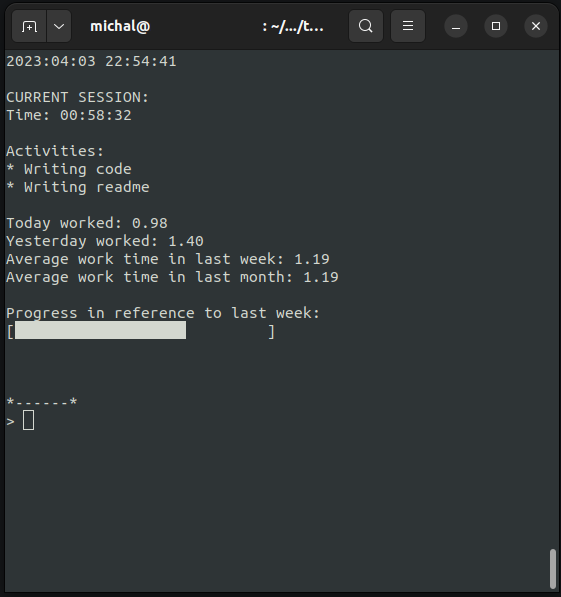 michal@ : ~/.../t...
2023:04:03 22:54:41
CURRENT SESSION:
Time: 00:58:32
Activities:
* Writing code
* Writing readme
Today worked: 0.98
Yesterday worked: 1.40
Average work time in last week: 1.19
Average work time in last month: 1.19
Progress in reference to last week:
[ ]
*------*
>